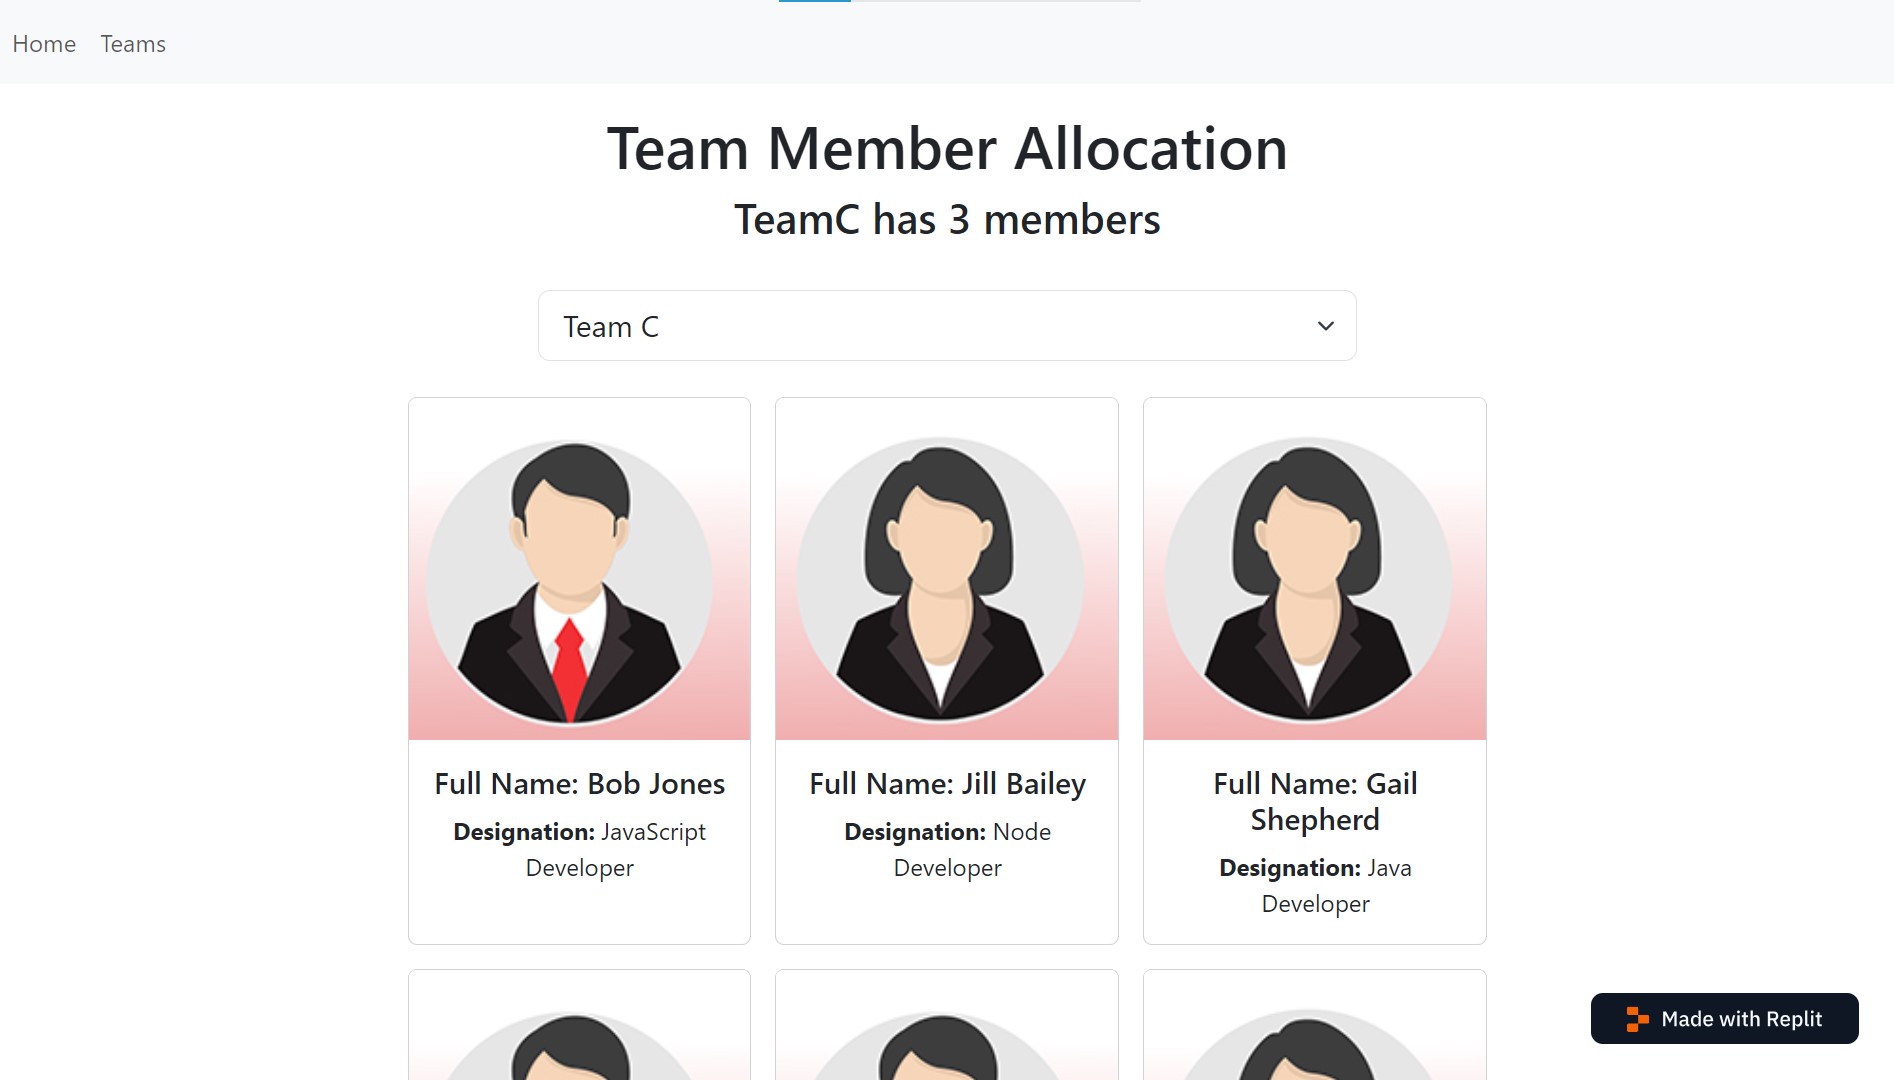 Home Teams
Team Member Allocation
TeamC has 3 members
Team C
Full Name: Bob Jones
Designation: JavaScript
Developer
Full Name: Jill Bailey
Designation: Node
Developer
Full Name: Gail
Shepherd
Designation: Java
Developer
Made with Replit